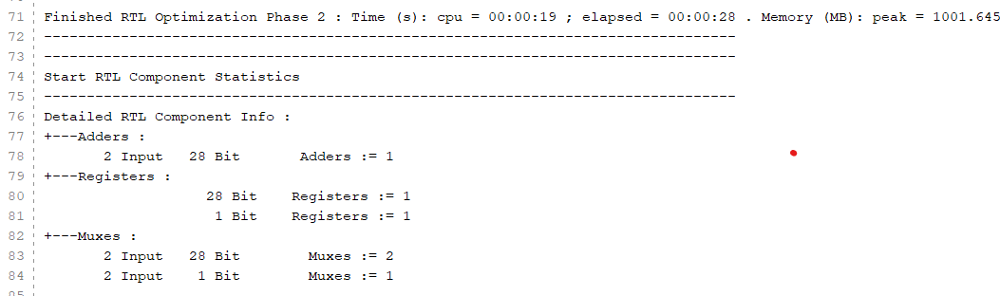 71 Finished RTL Optimization Phase 2 : Time (s): cpu = 00:00:19 ; elapsed = 00:00:28 . Memory (MB): peak = 1001.645
72 ---------------------------------------------------------------------------------
73 ---------------------------------------------------------------------------------
74 Start RTL Component Statistics
75 ---------------------------------------------------------------------------------
76 Detailed RTL Component Info :
77 +---Adders :
78        2 Input   28 Bit       Adders := 1
79 +---Registers :
80                    28 Bit    Registers := 1
81                     1 Bit    Registers := 1
82 +---Muxes :
83        2 Input   28 Bit        Muxes := 2
84        2 Input    1 Bit        Muxes := 1